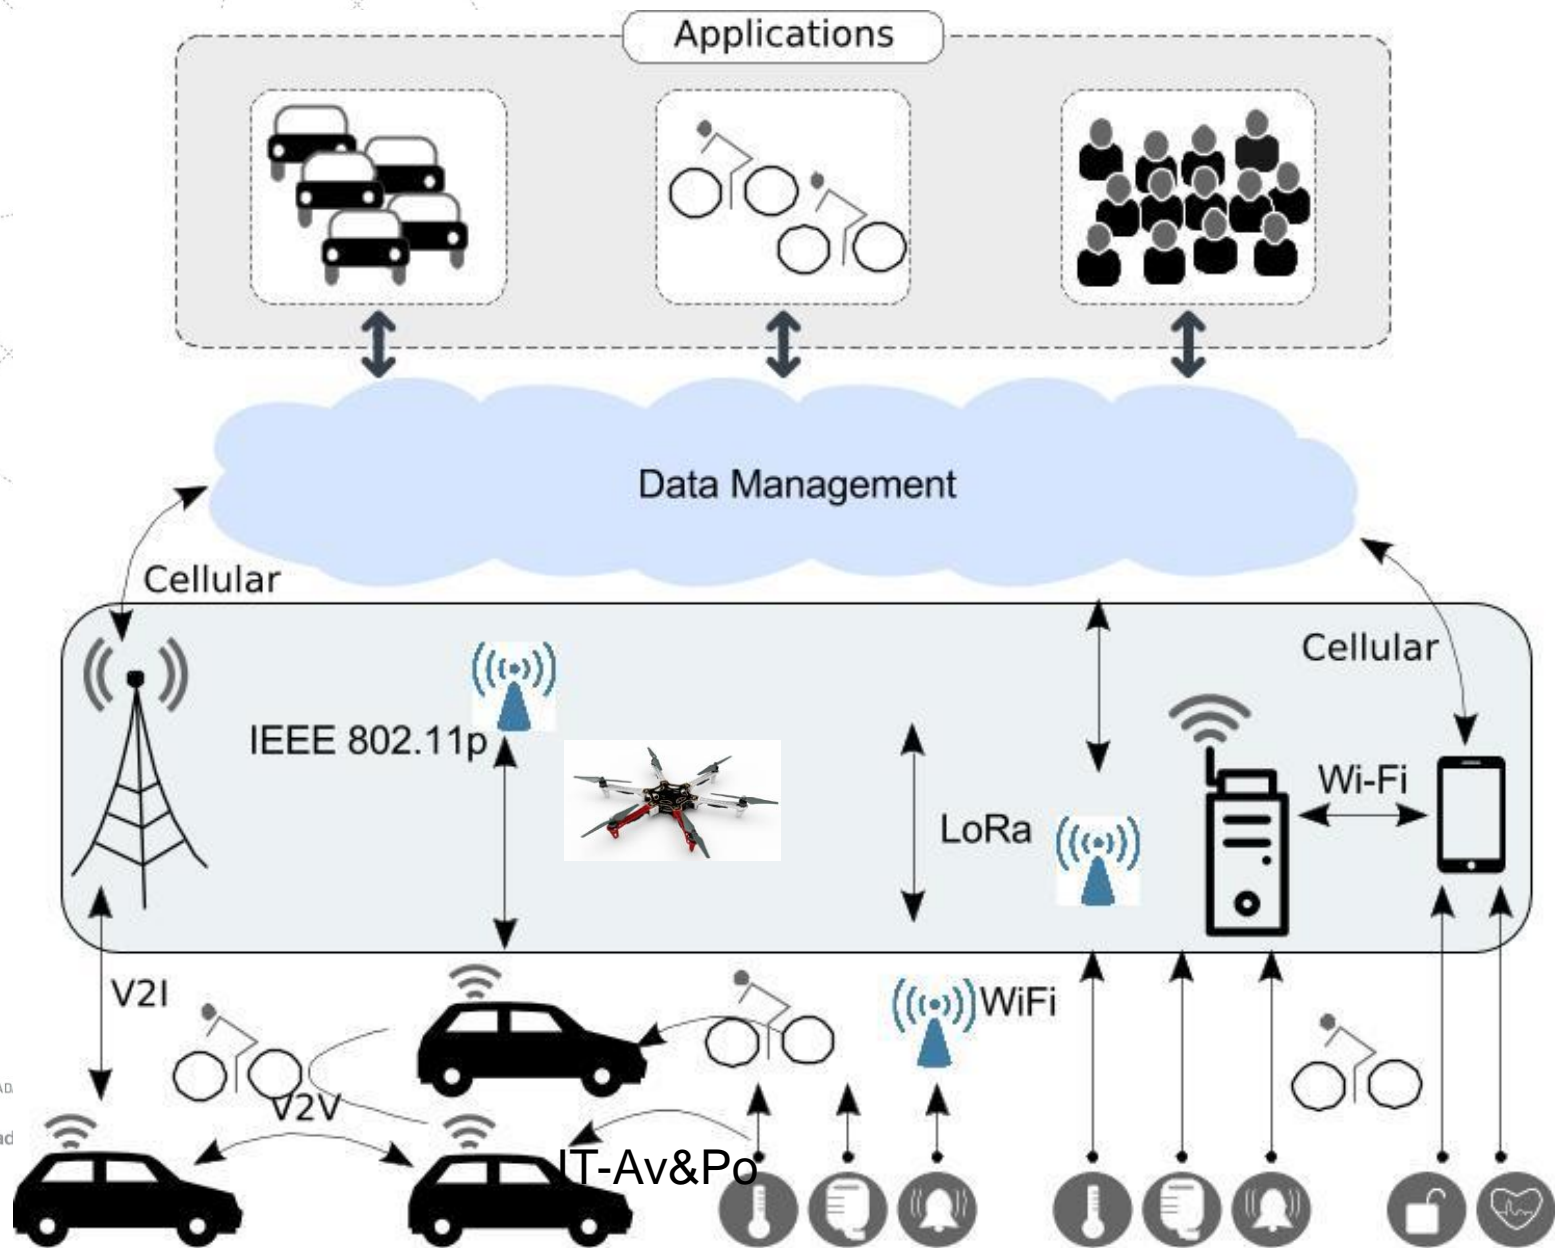 Applications
Data Management
Cellular
Cellular
IEEE 802.11p
Wi-Fi
LoRa
V2I
WiFi
V2V
IT-Av&Po